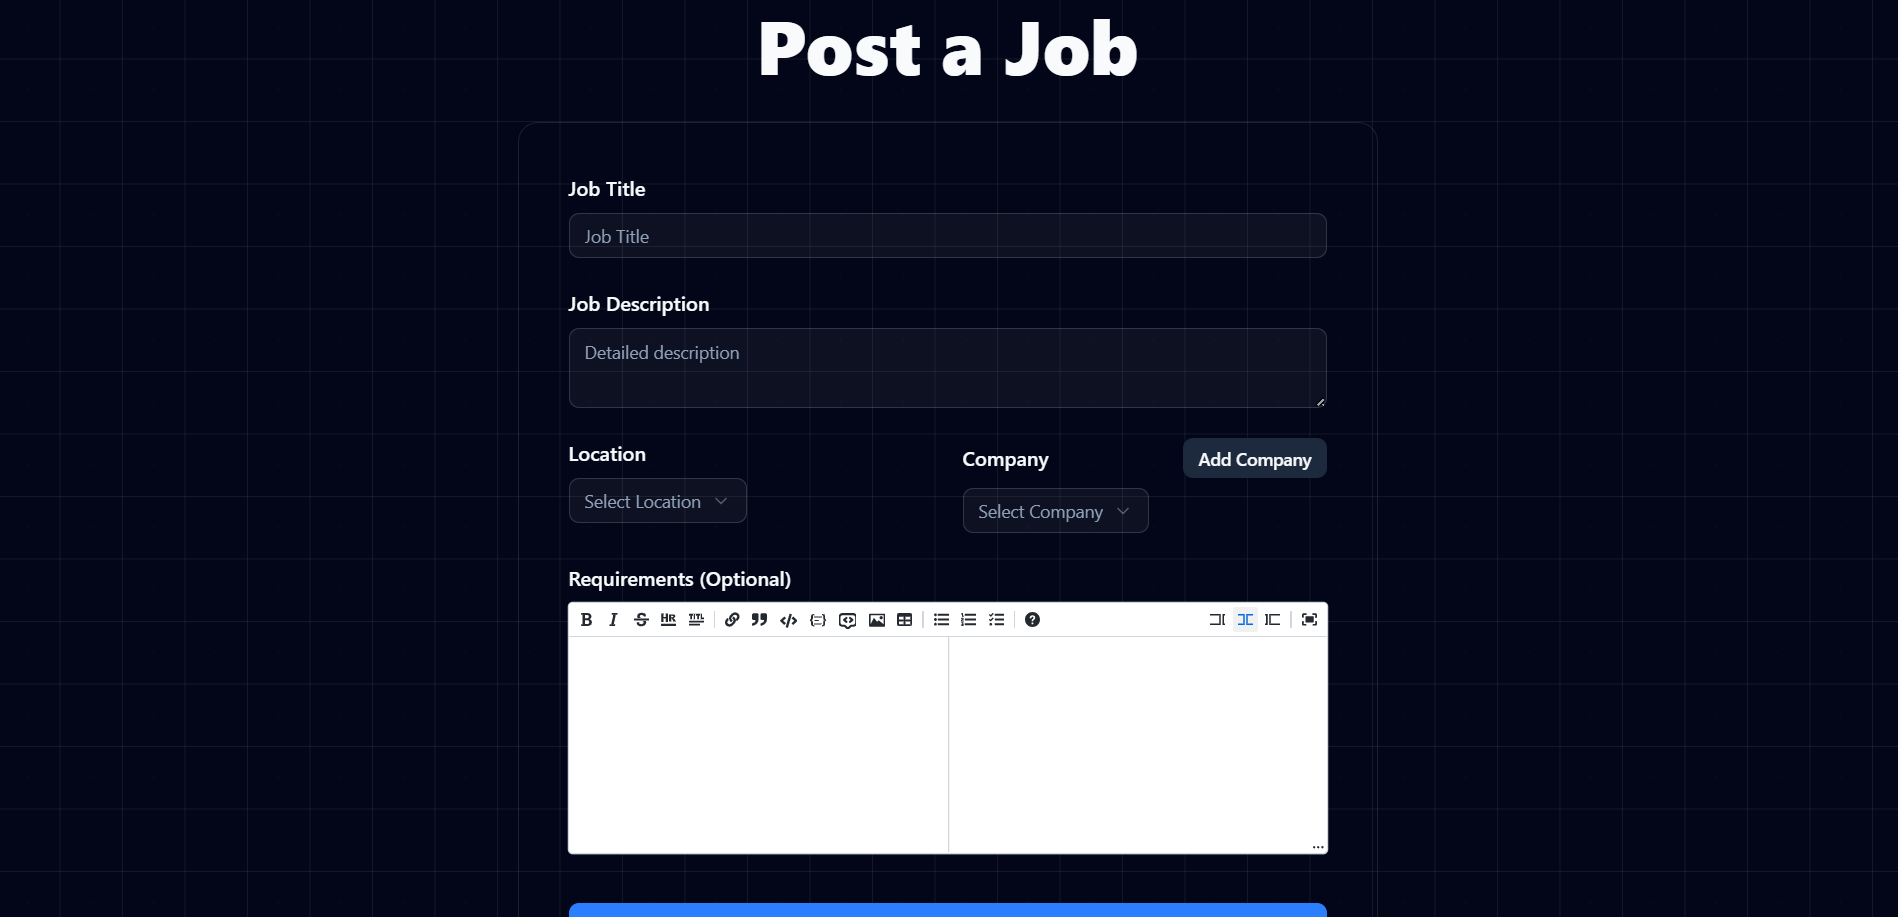 Post a Job
Job Title
Job Title
Job Description
Detailed description
Location
Select Location
Company
Add Company
Select Company
Requirements (Optional)
B I S HR TITL